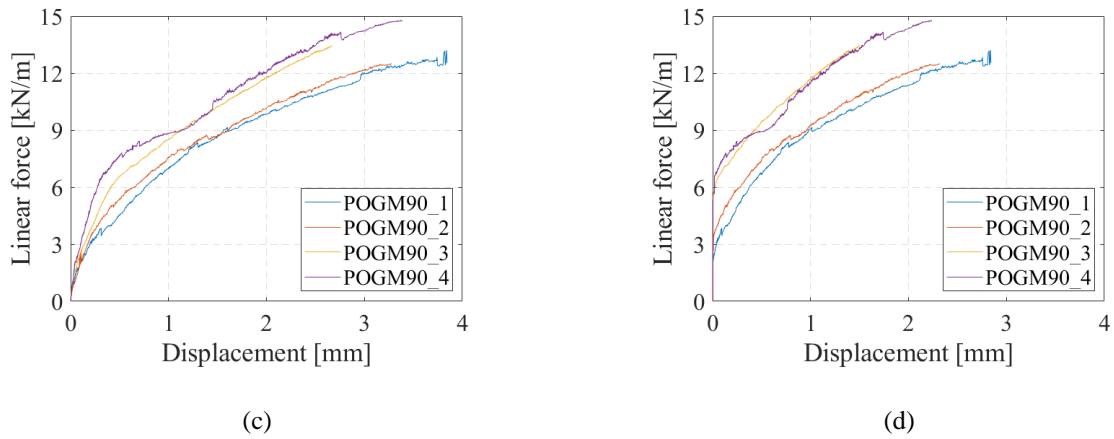 Linear force [kN/m]
15
12
9
6
3
0
POGM90_1
POGM90_2
POGM90_3
POGM90_4
0 1 2 3 4
Displacement [mm]
(c)
Linear force [kN/m]
15
12
9
6
3
0
POGM90_1
POGM90_2
POGM90_3
POGM90_4
0 1 2 3 4
Displacement [mm]
(d)